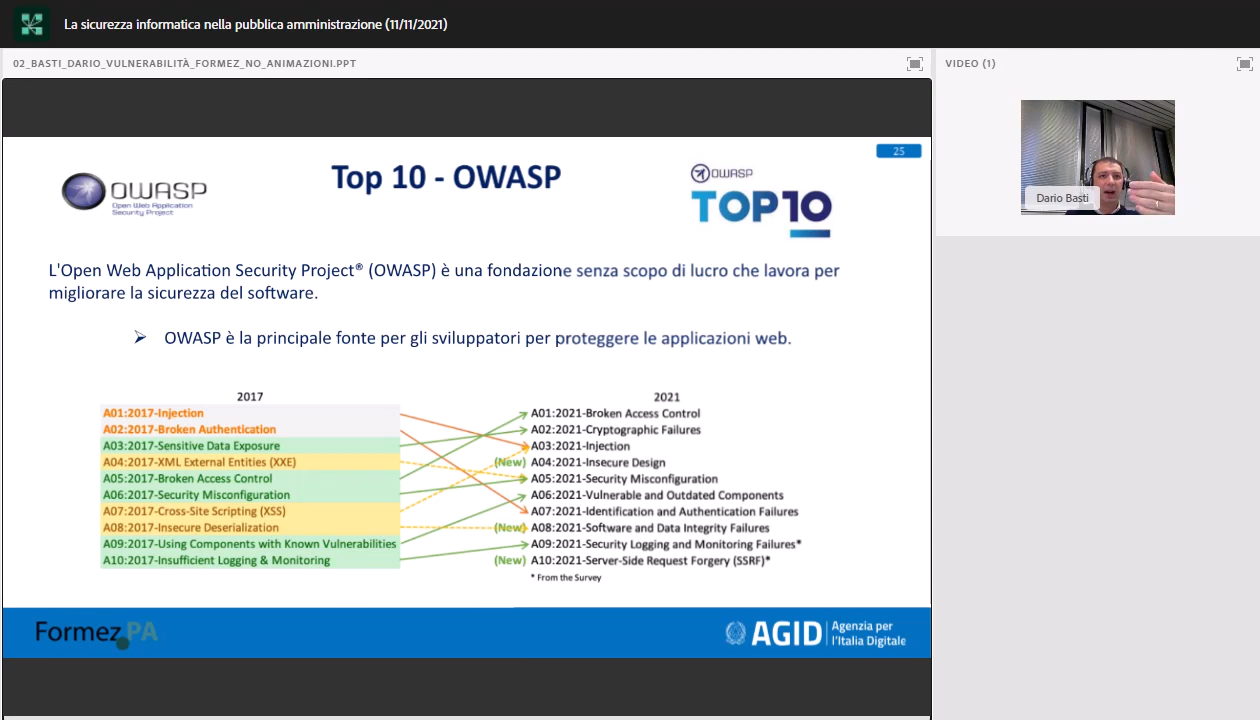 La sicurezza informatica nella pubblica amministrazione (11/11/2021)
02_BASTI_DARIO_VULNERABILITÀ_FORMEZ_NO_ANIMAZIONI.PPT
VIDEO (1)
Dario Basti
25
OWASP
Open Web Application
Security Project
Top 10 - OWASP
OWASP
TOP10
L'Open Web Application Security Project® (OWASP) è una fondazione senza scopo di lucro che lavora per
migliorare la sicurezza del software.
➢ OWASP è la principale fonte per gli sviluppatori per proteggere le applicazioni web.
2017
A01:2017-Injection
A02:2017-Broken Authentication
A03:2017-Sensitive Data Exposure
A04:2017-XML External Entities (XXE)
A05:2017-Broken Access Control
A06:2017-Security Misconfiguration
A07:2017-Cross-Site Scripting (XSS)
A08:2017-Insecure Deserialization
A09:2017-Using Components with Known Vulnerabilities
A10:2017-Insufficient Logging & Monitoring
2021
A01:2021-Broken Access Control
A02:2021-Cryptographic Failures
A03:2021-Injection
(New) A04:2021-Insecure Design
A05:2021-Security Misconfiguration
A06:2021-Vulnerable and Outdated Components
A07:2021-Identification and Authentication Failures
(New) A08:2021-Software and Data Integrity Failures
A09:2021-Security Logging and Monitoring Failures*
(New) A10:2021-Server-Side Request Forgery (SSRF)*
* From the Survey
Formez PA
AGID
Agenzia per
l'Italia Digitale